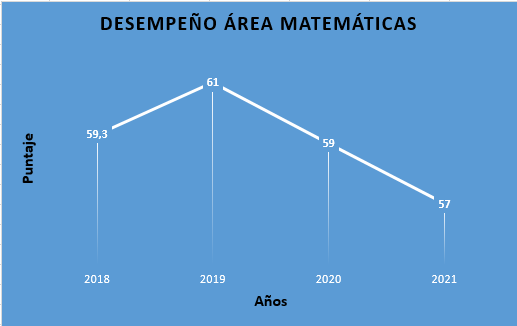 DESEMPEÑO ÁREA MATEMÁTICAS
61
59,3
59
57
Puntaje
2018 2019 2020 2021
Años